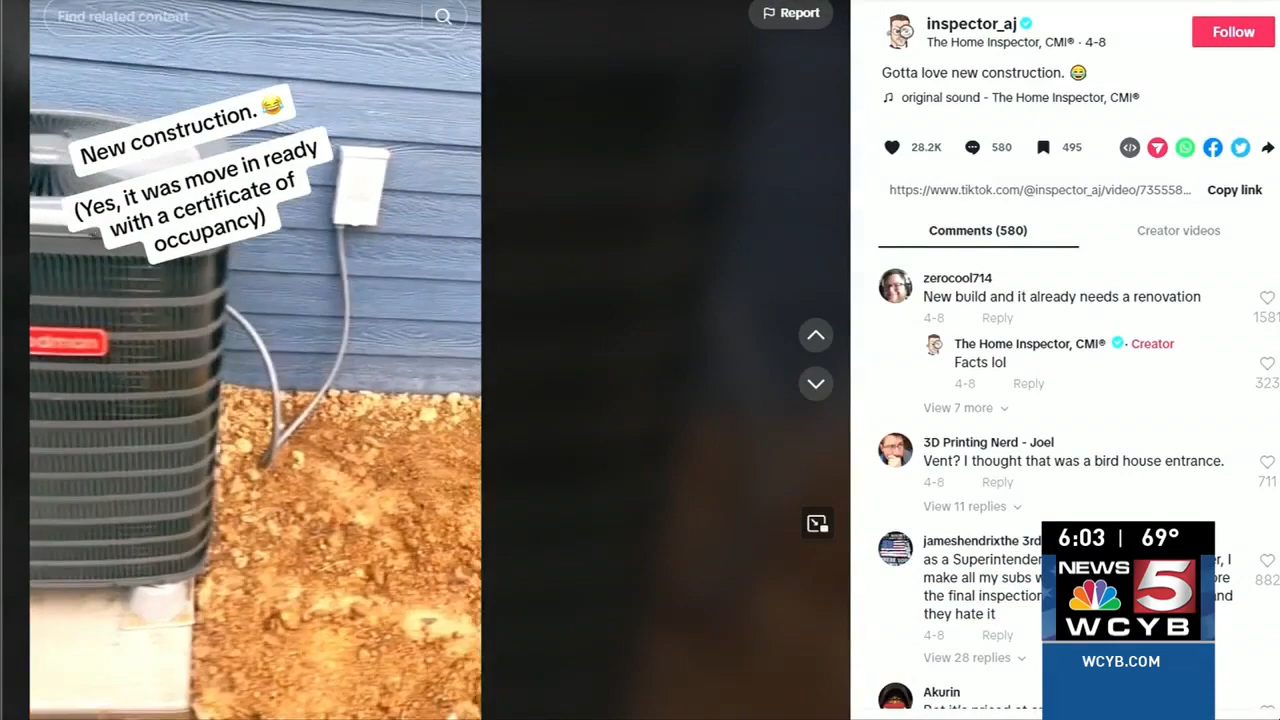 Find related content
Report
New construction. 😂
(Yes, it was move in ready
with a certificate of
occupancy)
inspector_aj
The Home Inspector, CMI® · 4-8
Follow
Gotta love new construction. 😂
♫ original sound - The Home Inspector, CMI®
28.2K
580
495
https://www.tiktok.com/@inspector_aj/video/735558...
Copy link
Comments (580)
Creator videos
zerocool714
New build and it already needs a renovation
4-8
Reply
1581
The Home Inspector, CMI® · Creator
Facts lol
4-8
Reply
323
View 7 more
3D Printing Nerd - Joel
Vent? I thought that was a bird house entrance.
4-8
Reply
711
View 11 replies
jameshendrixthe 3rd
as a Superintender
r, I
make all my subs w
ore
the final inspection
and
they hate it
882
4-8
Reply
View 28 replies
Akurin
6:03 | 69°
NEWS 5
WCYB
WCYB.COM